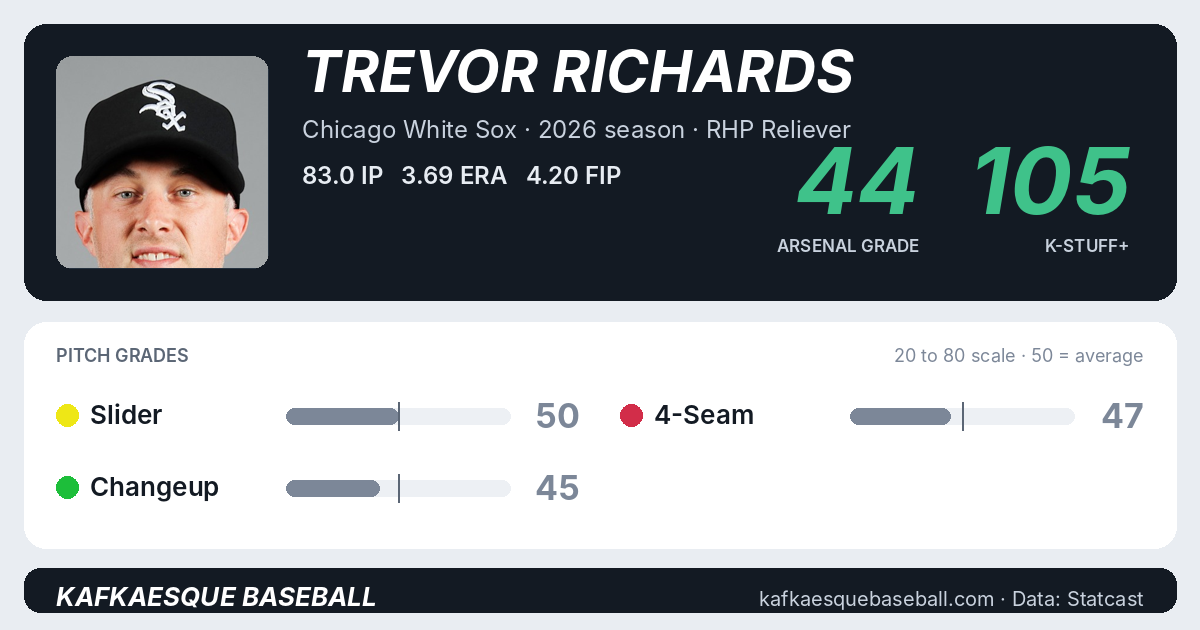 TREVOR RICHARDS
Chicago White Sox · 2026 season · RHP Reliever
83.0 IP 3.69 ERA 4.20 FIP
44 105
ARSENAL GRADE K-STUFF+
Sox
PITCH GRADES 20 to 80 scale · 50 = average
Slider 50 4-Seam 47
Changeup 45
KAFKAESQUE BASEBALL kafkaesquebaseball.com · Data: Statcast